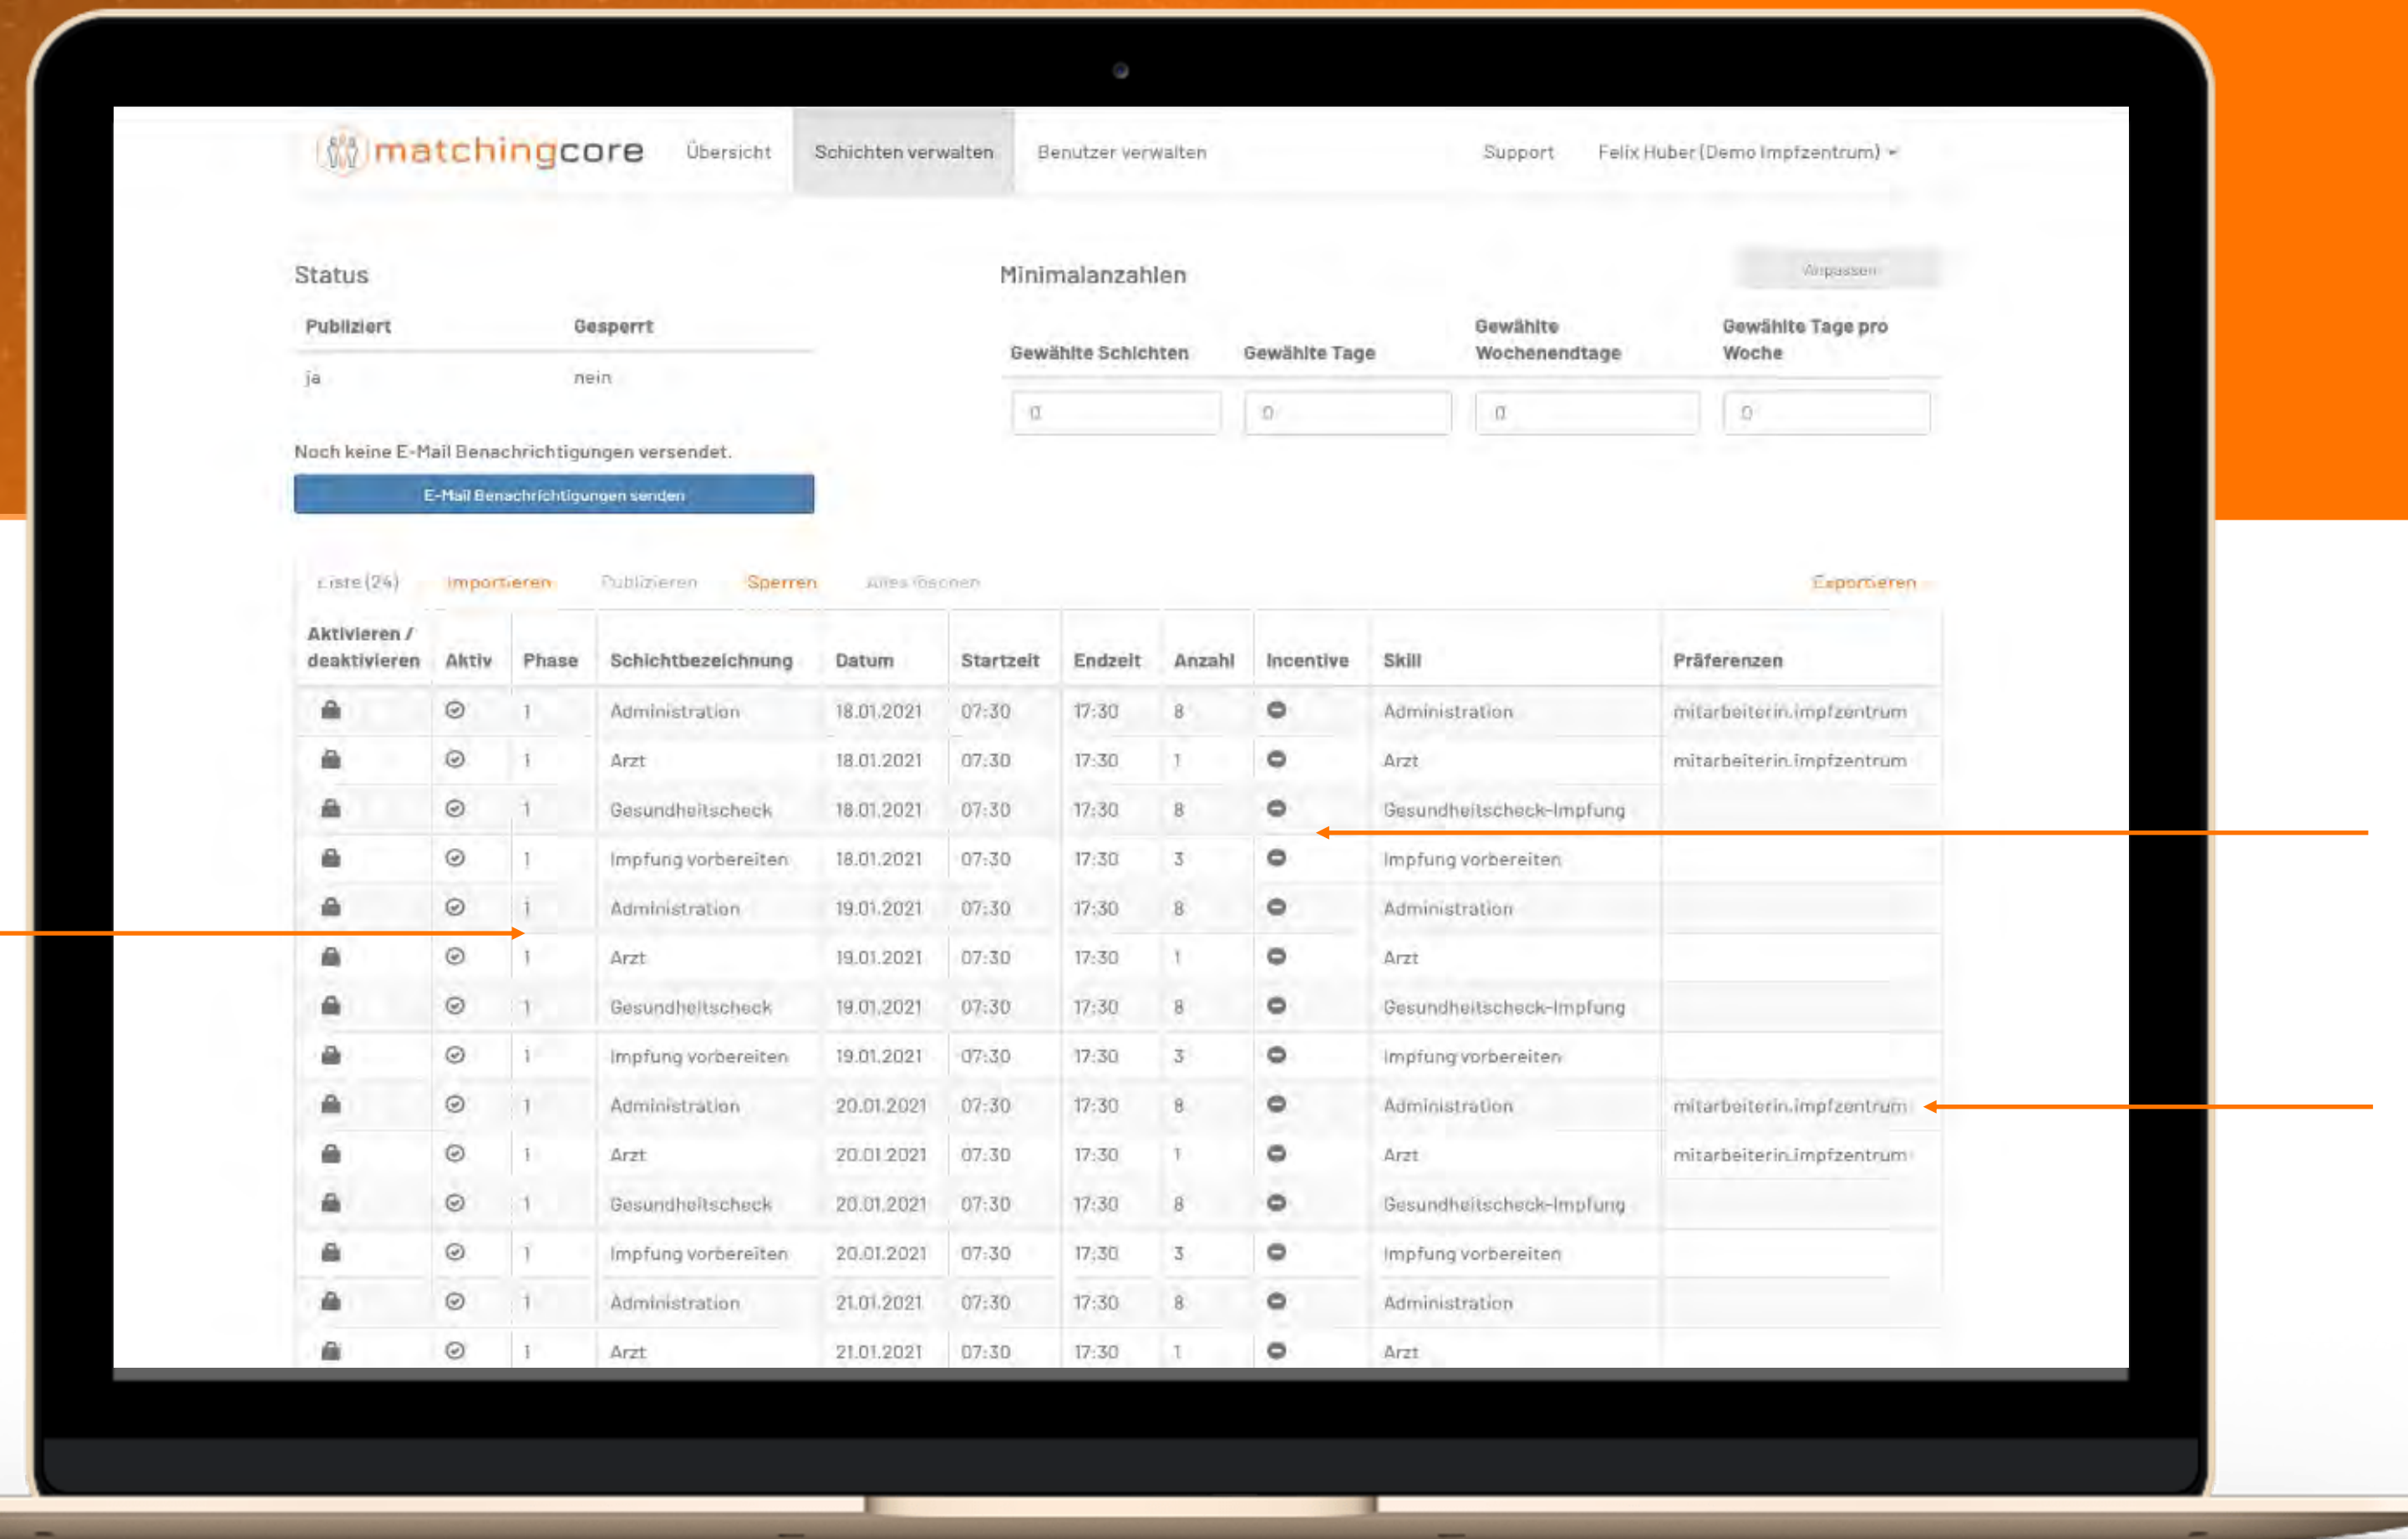 matchingcore Übersicht Schichten verwalten Benutzer verwalten Support Felix Huber (Demo Impfzentrum)
Status Minimalanzahlen Anpassen
Publiziert Gesperrt
Gewählte Schichten Gewählte Tage Gewählte Wochenendtage Gewählte Tage pro Woche
ja nein
0 0 0 0
Noch keine E-Mail Benachrichtigungen versendet.
E-Mail Benachrichtigungen senden
Liste (24) Importieren Publizieren Sperren Alles löschen Exportieren
Aktivieren / deaktivieren Aktiv Phase Schichtbezeichnung Datum Startzeit Endzeit Anzahl Incentive Skill Präferenzen
1 Administration 18.01.2021 07:30 17:30 8 Administration mitarbeiterin.impfzentrum
1 Arzt 18.01.2021 07:30 17:30 1 Arzt mitarbeiterin.impfzentrum
1 Gesundheitscheck 18.01.2021 07:30 17:30 8 Gesundheitscheck-Impfung
1 Impfung vorbereiten 18.01.2021 07:30 17:30 3 Impfung vorbereiten
1 Administration 19.01.2021 07:30 17:30 8 Administration
1 Arzt 19.01.2021 07:30 17:30 1 Arzt
1 Gesundheitscheck 19.01.2021 07:30 17:30 8 Gesundheitscheck-Impfung
1 Impfung vorbereiten 19.01.2021 07:30 17:30 3 Impfung vorbereiten
1 Administration 20.01.2021 07:30 17:30 8 Administration mitarbeiterin.impfzentrum
1 Arzt 20.01.2021 07:30 17:30 1 Arzt mitarbeiterin.impfzentrum
1 Gesundheitscheck 20.01.2021 07:30 17:30 8 Gesundheitscheck-Impfung
1 Impfung vorbereiten 20.01.2021 07:30 17:30 3 Impfung vorbereiten
1 Administration 21.01.2021 07:30 17:30 8 Administration
1 Arzt 21.01.2021 07:30 17:30 1 Arzt